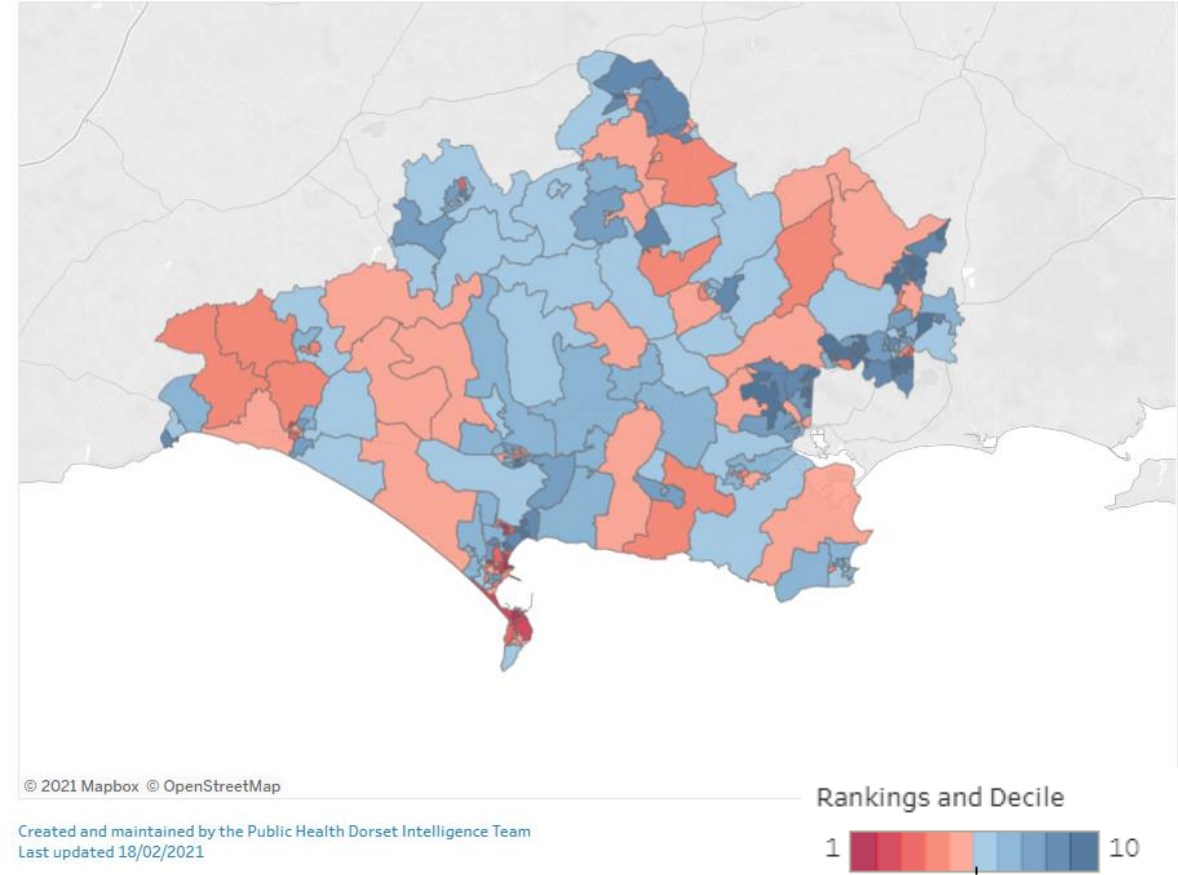 © 2021 Mapbox © OpenStreetMap
Rankings and Decile
Created and maintained by the Public Health Dorset Intelligence Team
Last updated 18/02/2021
1 10